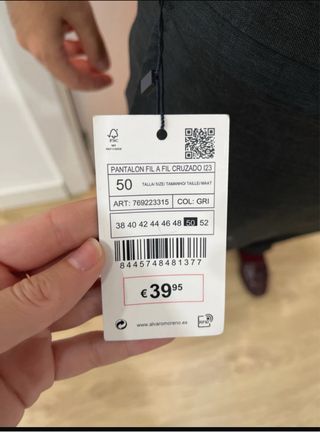 FSC
PANTALON FIL A FIL CRUZADO I23
50 TALLA/ SIZE/ TAMANHO/ TAILLE/ MAAT
ART: 769223315 COL: GRI
38 40 42 44 46 48 50 52
8445748481377
€ 39,95
www.alvaromoreno.es
RFID